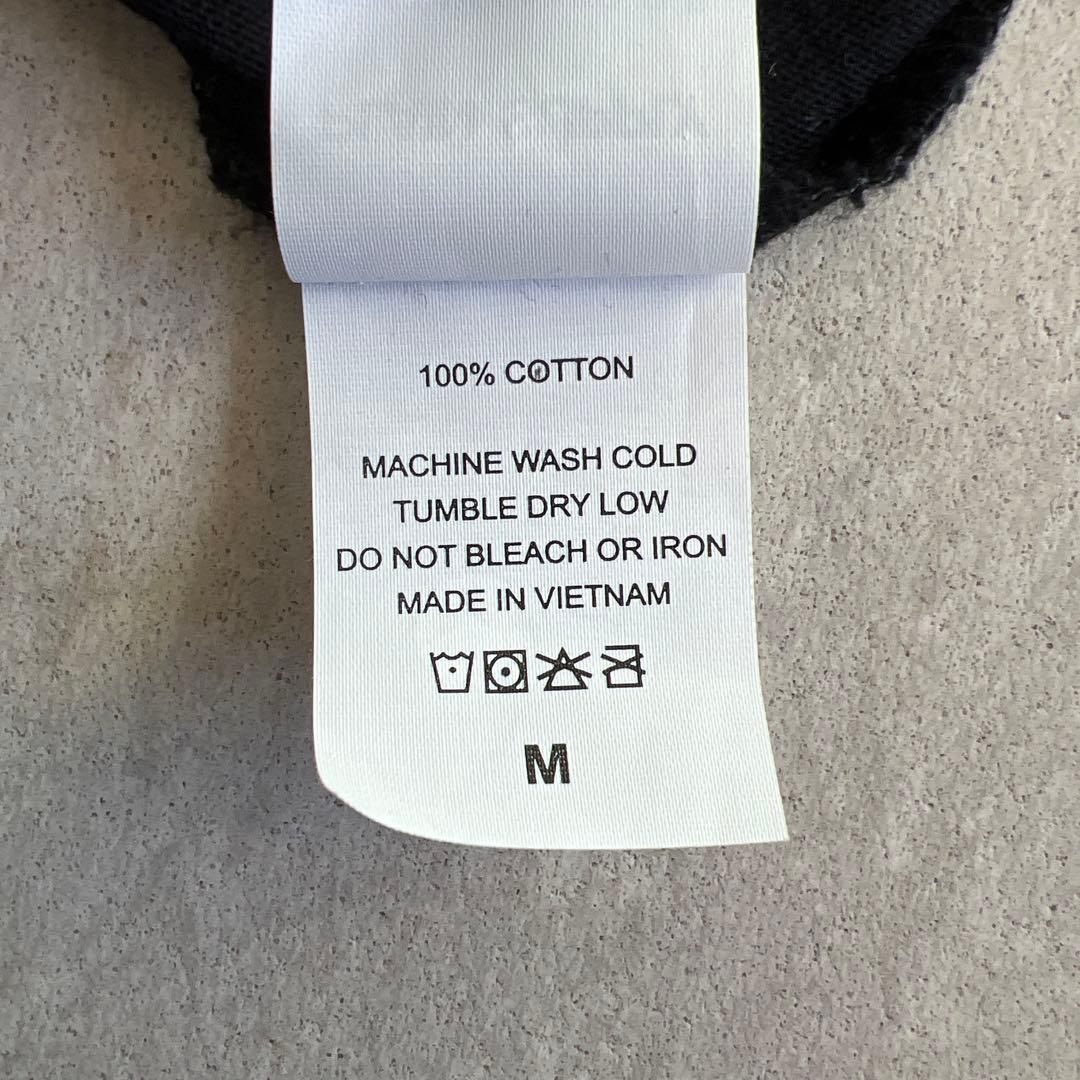 100% COTTON
MACHINE WASH COLD
TUMBLE DRY LOW
DO NOT BLEACH OR IRON
MADE IN VIETNAM
M